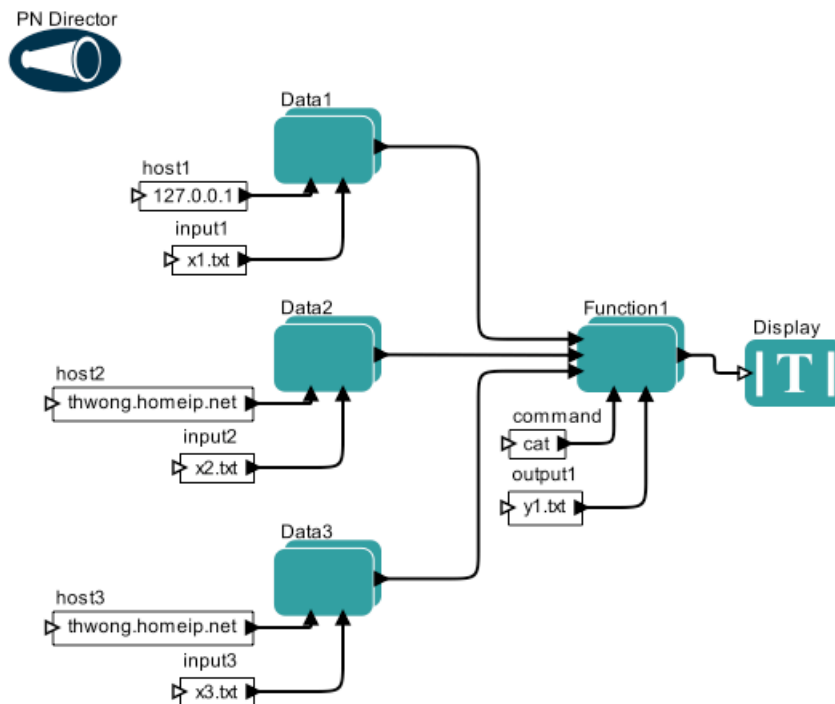 PN Director
Data1
host1
127.0.0.1
input1
x1.txt
Data2
host2
thwong.homeip.net
input2
x2.txt
Function1
Display
T
command
cat
output1
y1.txt
Data3
host3
thwong.homeip.net
input3
x3.txt